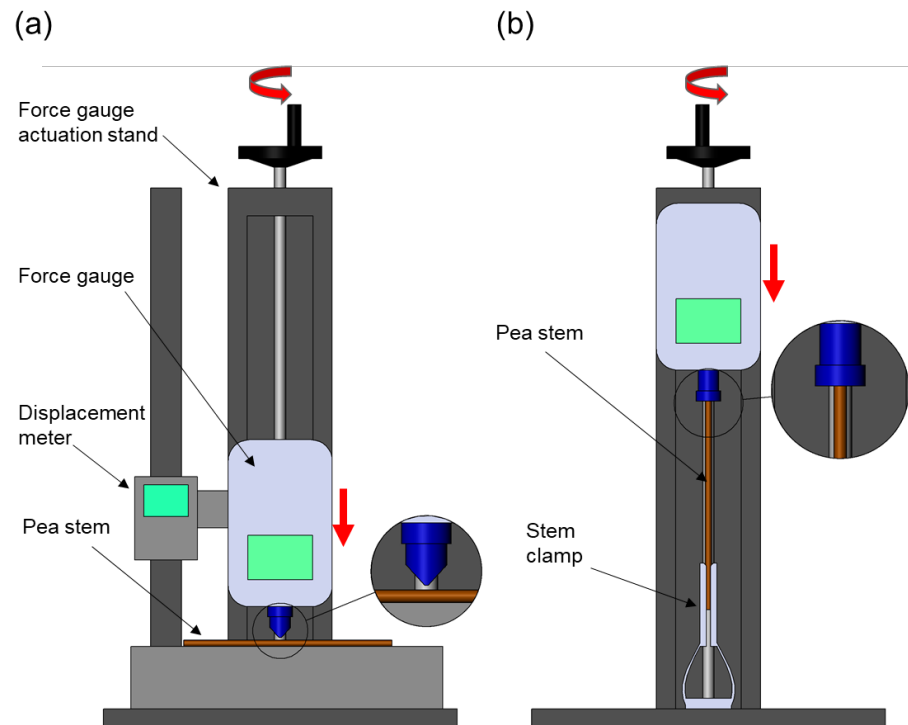 (a)
Force gauge
actuation stand
Force gauge
Displacement
meter
Pea stem
(b)
Pea stem
Stem
clamp